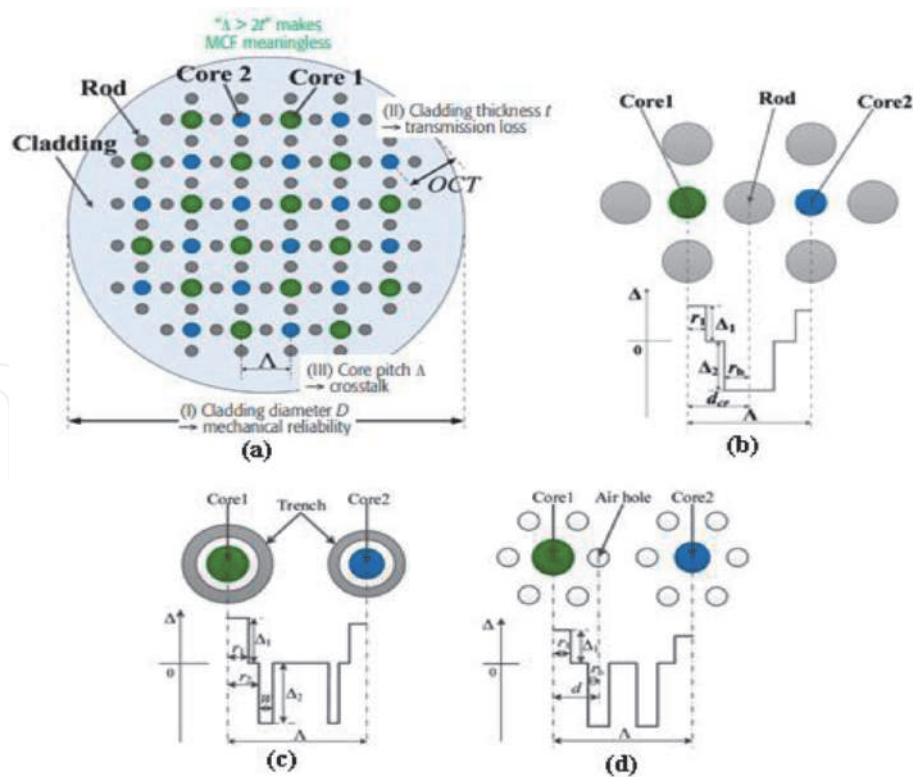 "Λ > 2t" makes
MCF meaningless
Core 2
Core 1
Rod
Cladding
(II) Cladding thickness t
→ transmission loss
OCT
Λ
(III) Core pitch Λ
→ crosstalk
(I) Cladding diameter D
→ mechanical reliability
(a)
Core1
Rod
Core2
Δ
r1
Δ1
0
Δ2
rb
dcr
Λ
(b)
Core1
Trench
Core2
Δ
r1
Δ1
0
r2
Δ2
Λ
(c)
Core1
Air hole
Core2
Δ
r1
Δ1
0
d
Λ
(d)